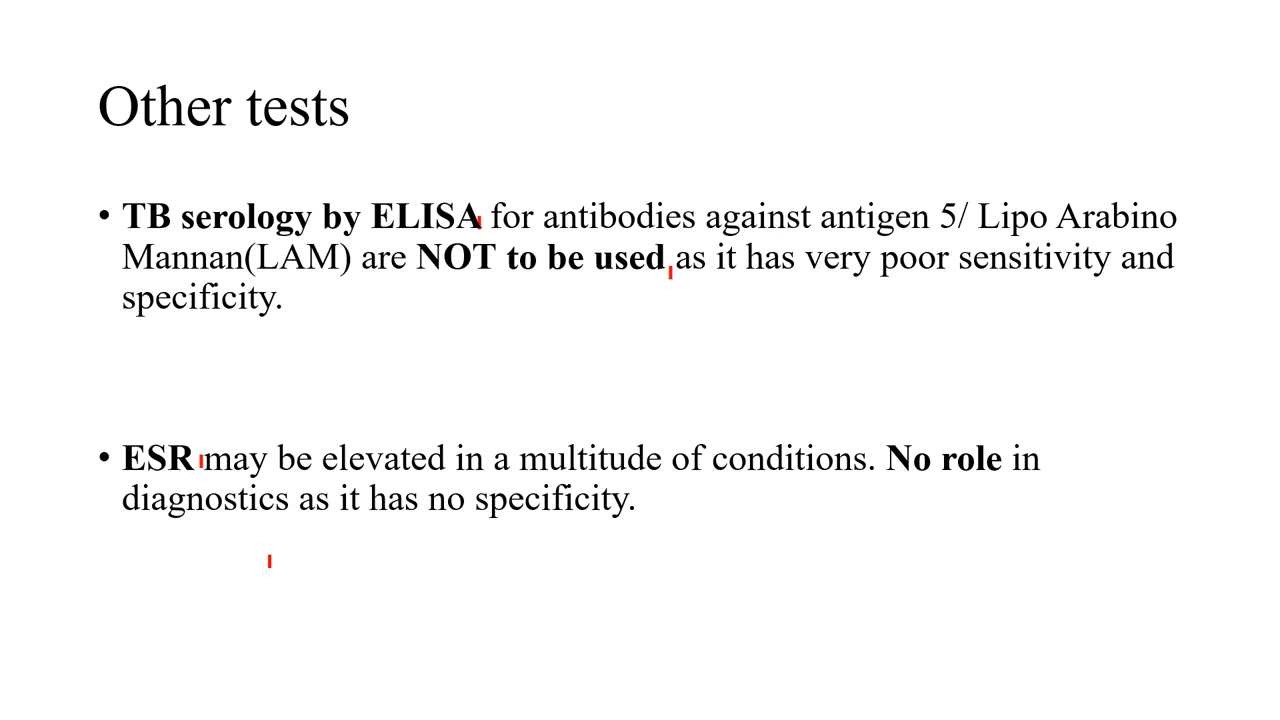 Other tests
• TB serology by ELISA for antibodies against antigen 5/ Lipo Arabino
Mannan(LAM) are NOT to be used as it has very poor sensitivity and
specificity.
• ESR may be elevated in a multitude of conditions. No role in
diagnostics as it has no specificity.